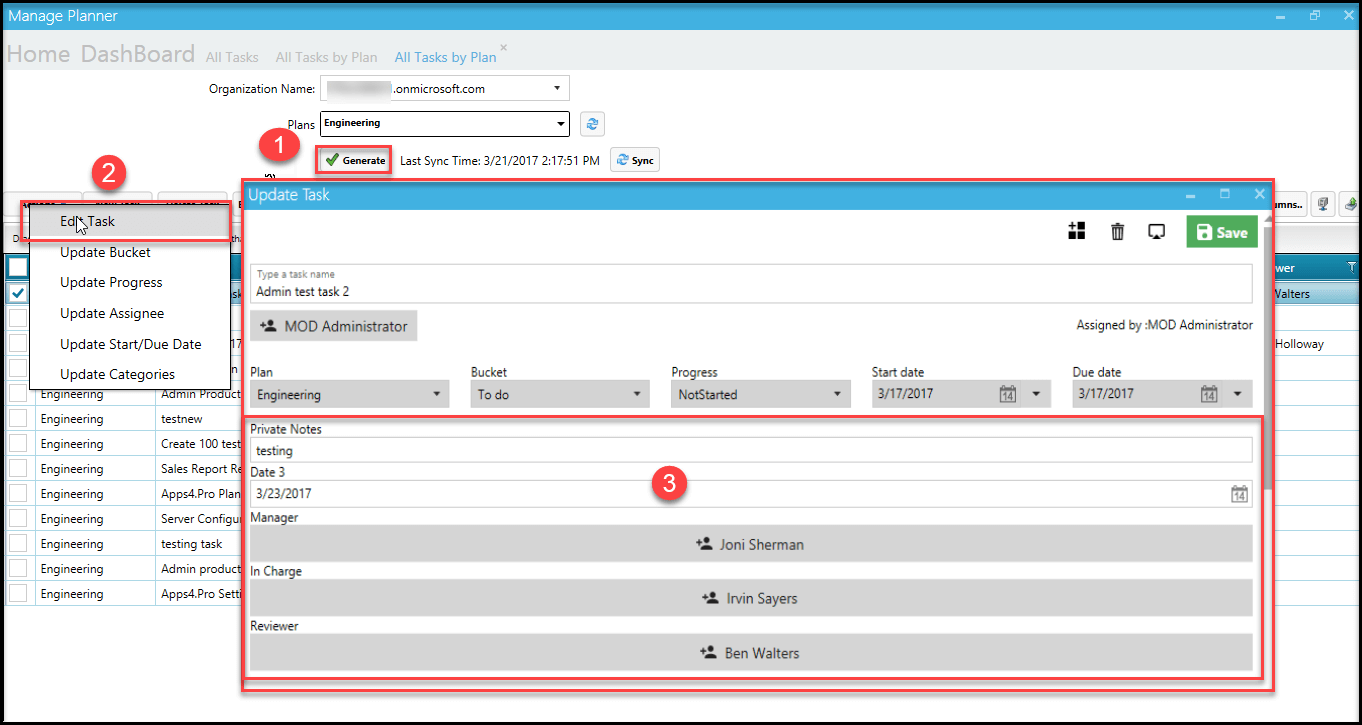 Manage Planner
Home DashBoard All Tasks All Tasks by Plan All Tasks by Plan
Organization Name: .onmicrosoft.com
Plans Engineering
1
Generate Last Sync Time: 3/21/2017 2:17:51 PM Sync
2
Update Task
Edit Task
Update Bucket
Update Progress
Update Assignee
Update Start/Due Date
Update Categories
Save
Type a task name
Admin test task 2
MOD Administrator
Assigned by :MOD Administrator
Plan Bucket Progress Start date Due date
Engineering To do NotStarted 3/17/2017 14 3/17/2017 14
Private Notes
testing
Date 3
3/23/2017 14
3
Manager
Joni Sherman
In Charge
Irvin Sayers
Reviewer
Ben Walters
umns..
wer
Walters
Holloway
Engineering Admin Product
Engineering testnew
Engineering Create 100 test
Engineering Sales Report Re
Engineering Apps4.Pro Plan
Engineering Server Configu
Engineering testing task
Engineering Admin product
Engineering Apps4.Pro Setti